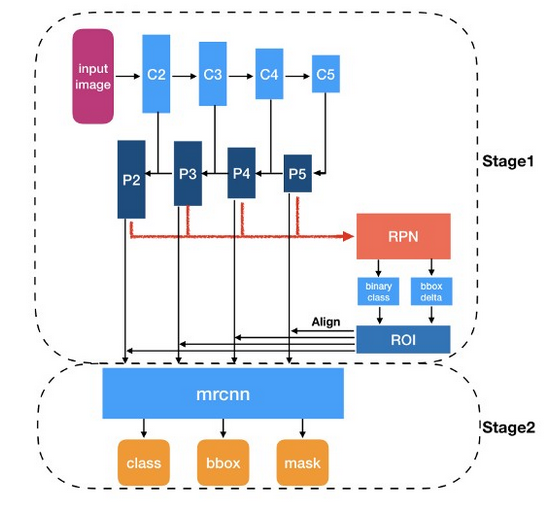 input
image
C2
C3
C4
C5
Stage1
P2
P3
P4
P5
RPN
binary
class
bbox
delta
Align
ROI
mrcnn
Stage2
class
bbox
mask